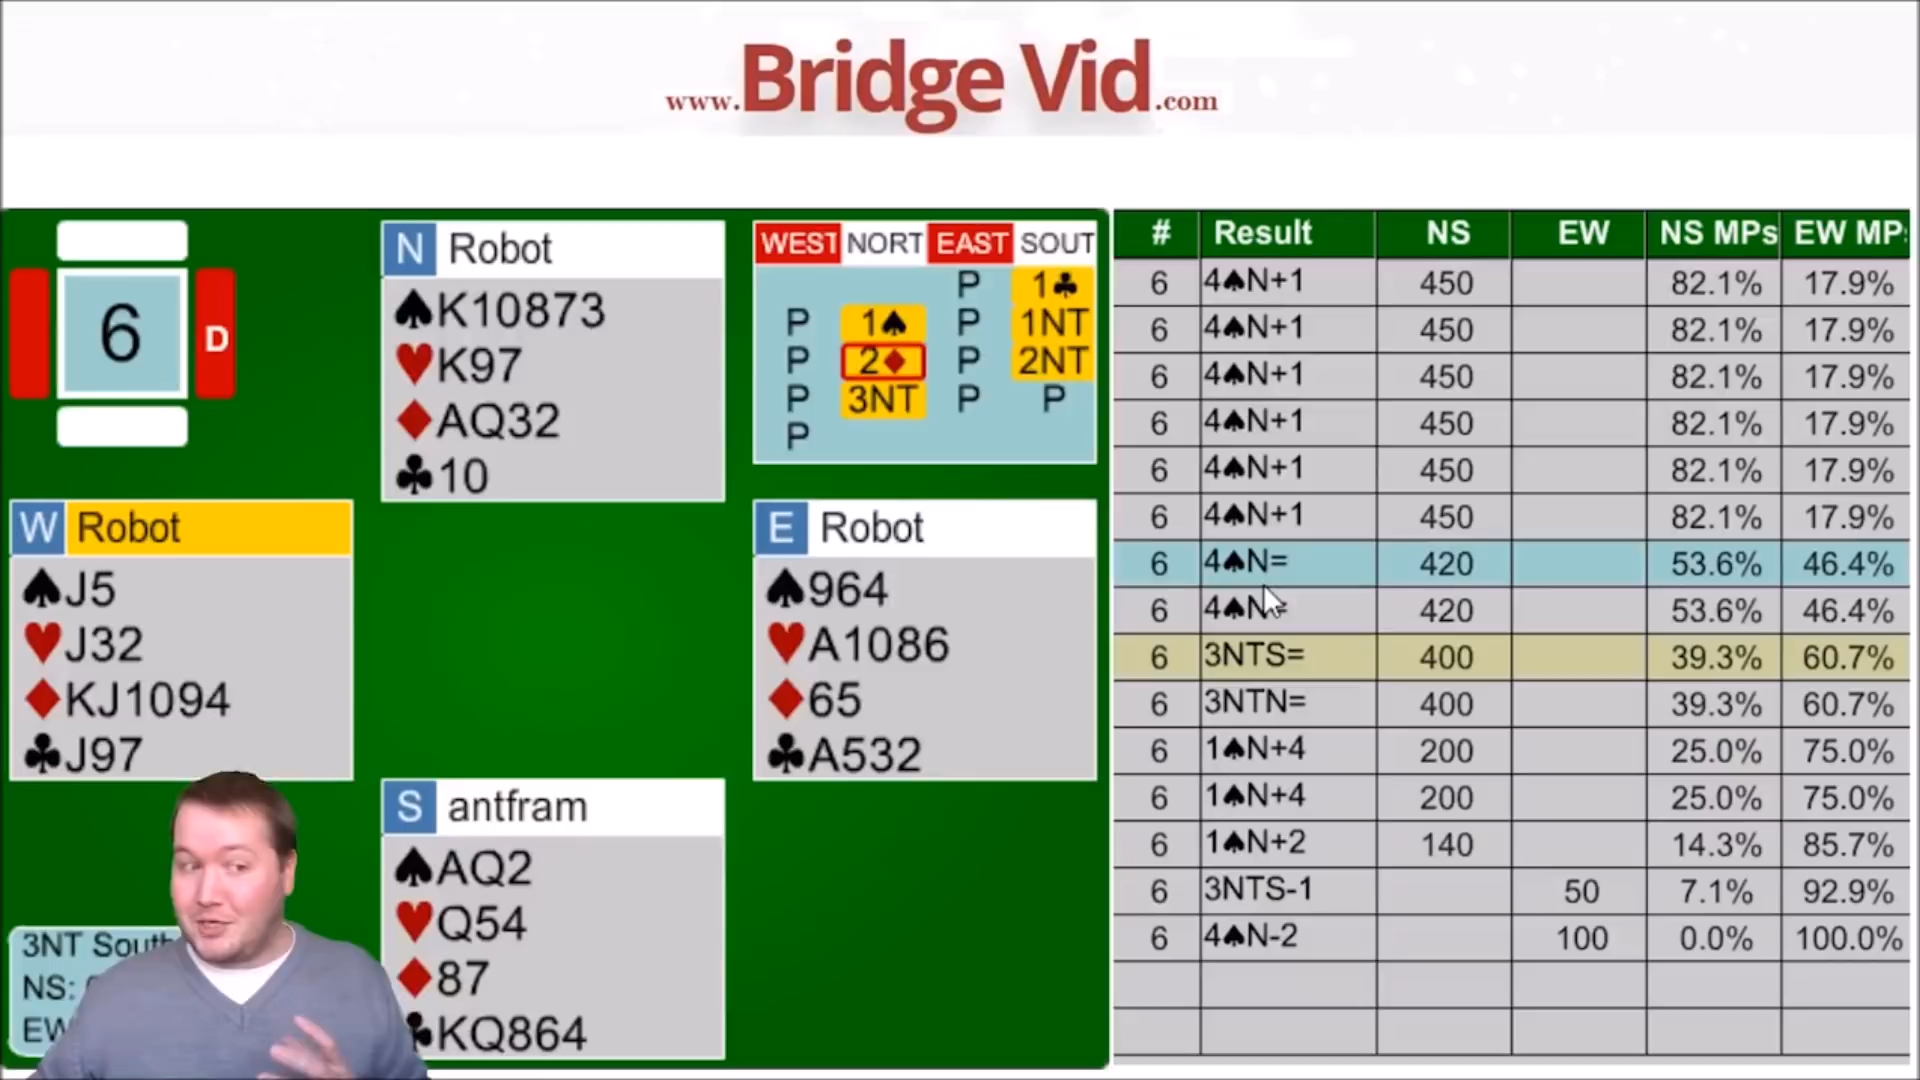 www.Bridge Vid.com
6
D
N Robot
♠K10873
♥K97
♦AQ32
♣10
WEST NORT EAST SOUT
P 1♣
P 1♠ P 1NT
P 2♦ P 2NT
P 3NT P P
P
W Robot
♠J5
♥J32
♦KJ1094
♣J97
E Robot
♠964
♥A1086
♦65
♣A532
S antfram
♠AQ2
♥Q54
♦87
♣KQ864
3NT South
NS:
EW
# Result NS EW NS MPs EW MPs
6 4♠N+1 450 82.1% 17.9%
6 4♠N+1 450 82.1% 17.9%
6 4♠N+1 450 82.1% 17.9%
6 4♠N+1 450 82.1% 17.9%
6 4♠N+1 450 82.1% 17.9%
6 4♠N+1 450 82.1% 17.9%
6 4♠N= 420 53.6% 46.4%
6 4♠N= 420 53.6% 46.4%
6 3NTS= 400 39.3% 60.7%
6 3NTN= 400 39.3% 60.7%
6 1♠N+4 200 25.0% 75.0%
6 1♠N+4 200 25.0% 75.0%
6 1♠N+2 140 14.3% 85.7%
6 3NTS-1 50 7.1% 92.9%
6 4♠N-2 100 0.0% 100.0%